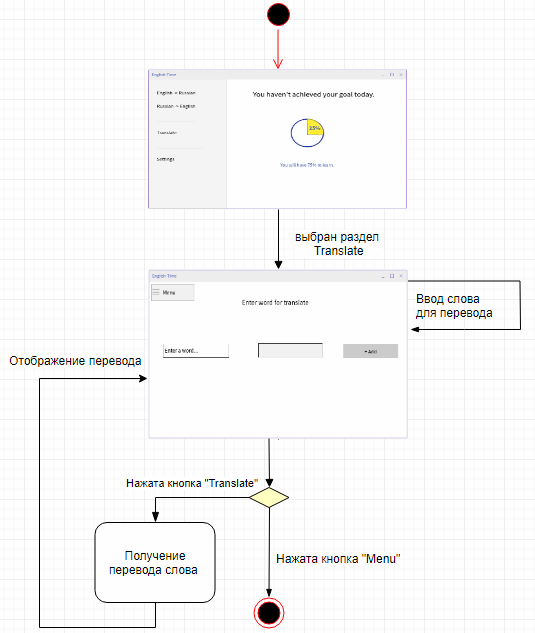 English Time
English -> Russian
Russian -> English
Translate
Settings
You haven't achieved your goal today.
25%
You still have 75% to learn.
выбран раздел
Translate
English Time
Menu
Enter word for translate
Enter a word...
+ Add
Ввод слова
для перевода
Отображение перевода
Нажата кнопка "Translate"
Получение
перевода слова
Нажата кнопка "Menu"